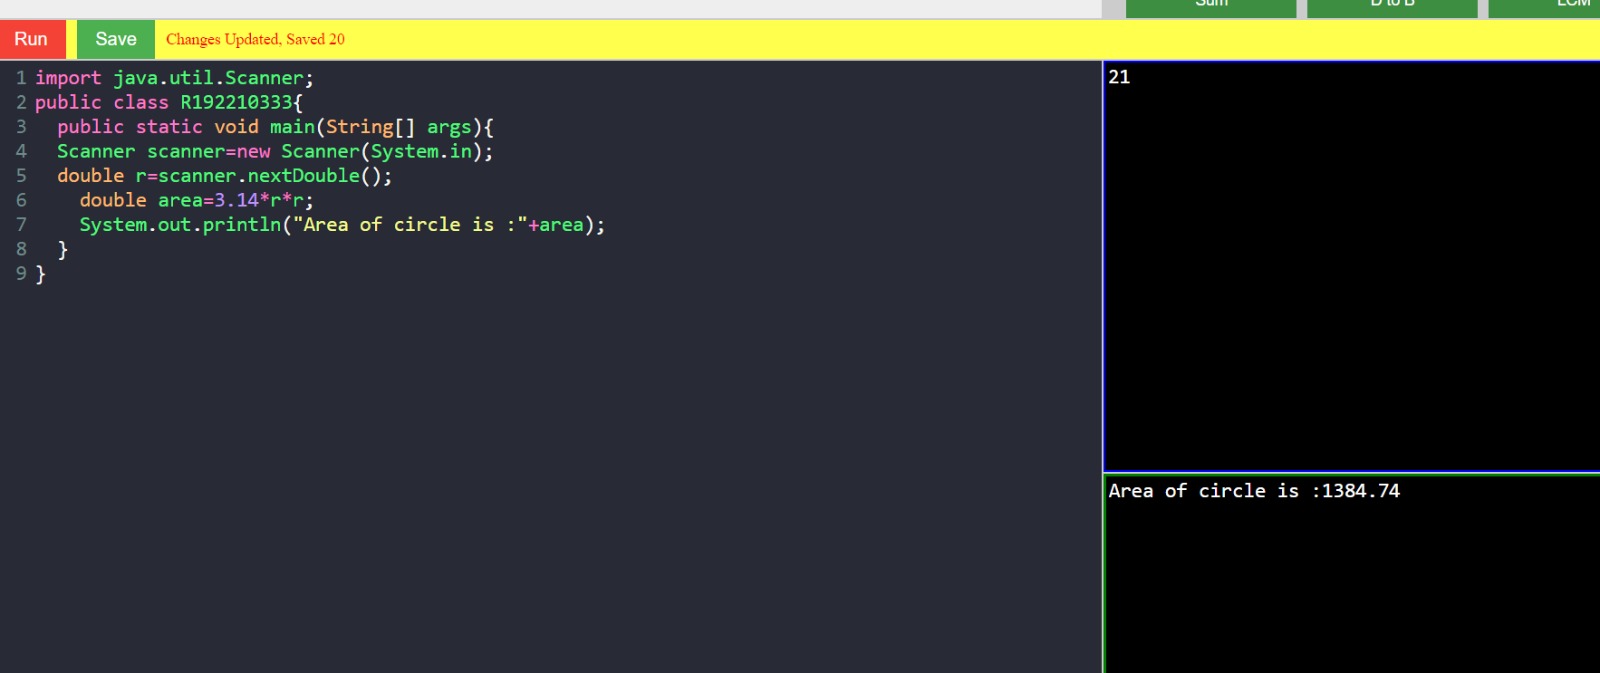 Sum D to B LCM
Run Save Changes Updated, Saved 20
1 import java.util.Scanner;
2 public class R192210333{
3   public static void main(String[] args){
4   Scanner scanner=new Scanner(System.in);
5   double r=scanner.nextDouble();
6     double area=3.14*r*r;
7     System.out.println("Area of circle is :"+area);
8   }
9 }
21
Area of circle is :1384.74